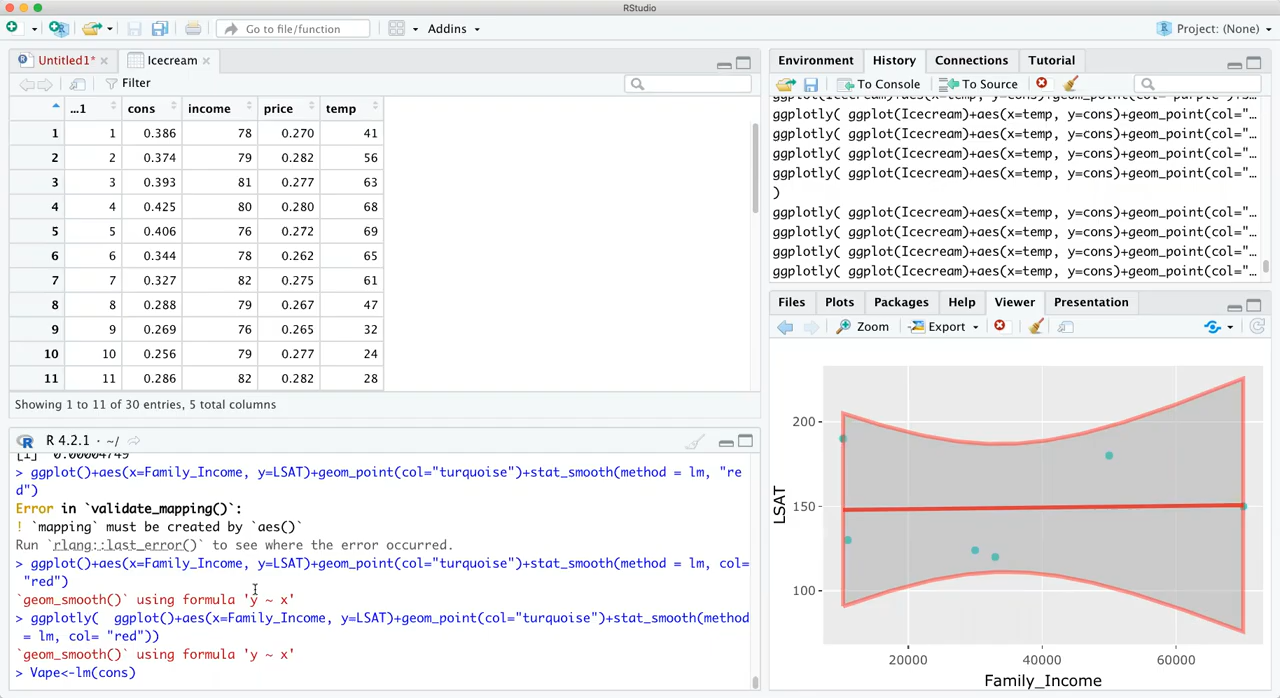 RStudio
Go to file/function
Addins
Project: (None)
Untitled1*
Icecream
Filter
...1 cons income price temp
1 1 0.386 78 0.270 41
2 2 0.374 79 0.282 56
3 3 0.393 81 0.277 63
4 4 0.425 80 0.280 68
5 5 0.406 76 0.272 69
6 6 0.344 78 0.262 65
7 7 0.327 82 0.275 61
8 8 0.288 79 0.267 47
9 9 0.269 76 0.265 32
10 10 0.256 79 0.277 24
11 11 0.286 82 0.282 28
Showing 1 to 11 of 30 entries, 5 total columns
R 4.2.1 · ~/
[1] 0.00004749
> ggplot()+aes(x=Family_Income, y=LSAT)+geom_point(col="turquoise")+stat_smooth(method = lm, "re
d")
Error in `validate_mapping()`:
! `mapping` must be created by `aes()`
Run `rlang::last_error()` to see where the error occurred.
> ggplot()+aes(x=Family_Income, y=LSAT)+geom_point(col="turquoise")+stat_smooth(method = lm, col=
"red")
`geom_smooth()` using formula 'y ~ x'
> ggplotly(  ggplot()+aes(x=Family_Income, y=LSAT)+geom_point(col="turquoise")+stat_smooth(method
= lm, col= "red"))
`geom_smooth()` using formula 'y ~ x'
> Vape<-lm(cons)
Environment History Connections Tutorial
To Console To Source
ggplot(Icecream)+aes(x=temp, y=cons)+geom_point(col="purple")+s…
ggplotly( ggplot(Icecream)+aes(x=temp, y=cons)+geom_point(col="…
ggplotly( ggplot(Icecream)+aes(x=temp, y=cons)+geom_point(col="…
ggplotly( ggplot(Icecream)+aes(x=temp, y=cons)+geom_point(col="…
ggplotly( ggplot(Icecream)+aes(x=temp, y=cons)+geom_point(col="…
)
ggplotly( ggplot(Icecream)+aes(x=temp, y=cons)+geom_point(col="…
ggplotly( ggplot(Icecream)+aes(x=temp, y=cons)+geom_point(col="…
ggplotly( ggplot(Icecream)+aes(x=temp, y=cons)+geom_point(col="…
ggplotly( ggplot(Icecream)+aes(x=temp, y=cons)+geom_point(col="…
Files Plots Packages Help Viewer Presentation
Zoom Export
200
150
100
LSAT
20000 40000 60000
Family_Income